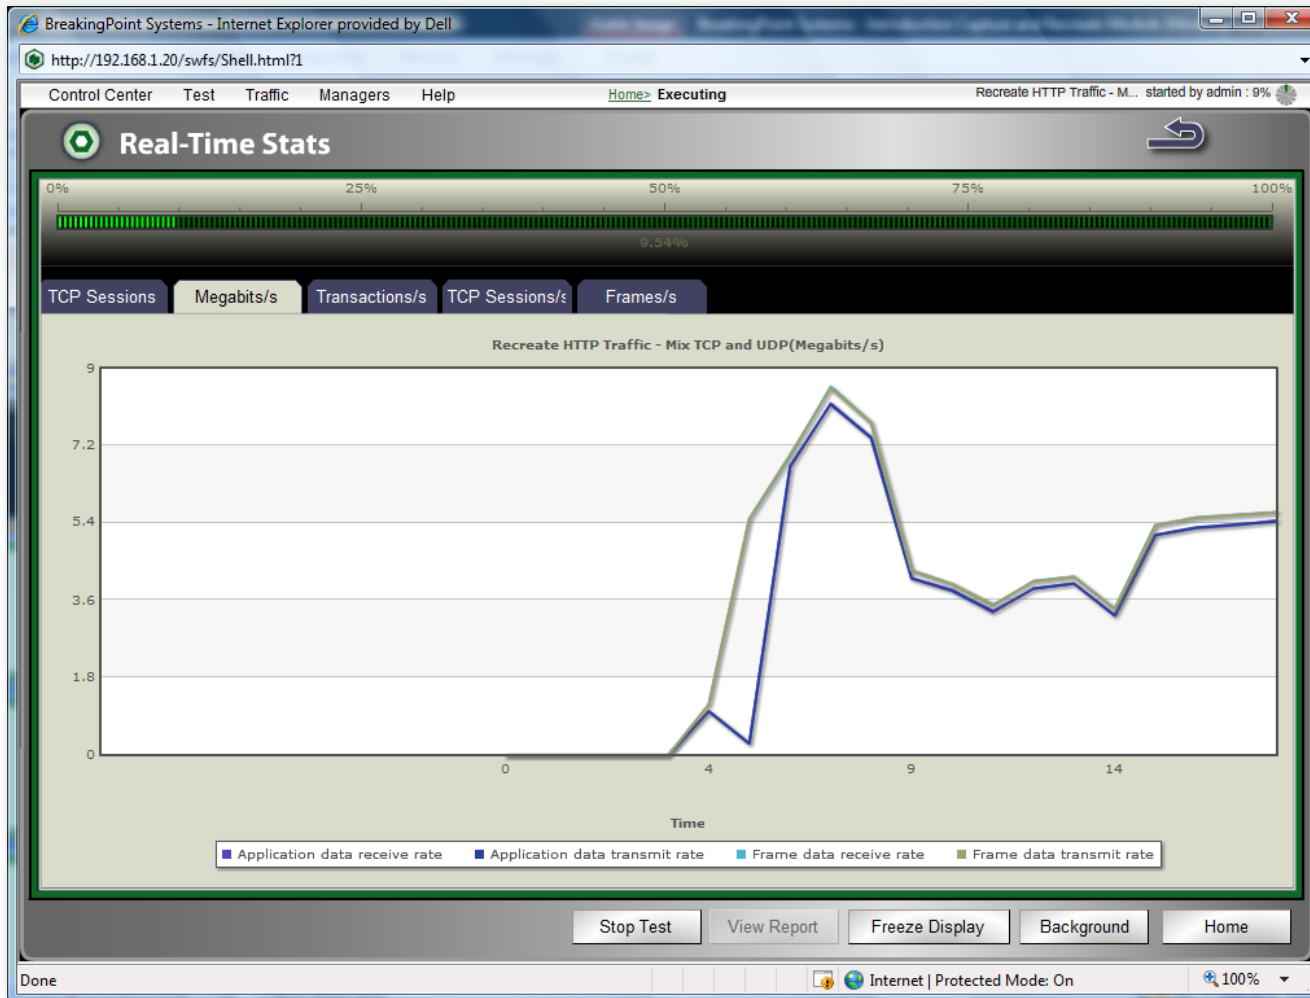 BreakingPoint Systems - Internet Explorer provided by Dell
http://192.168.1.20/swfs/Shell.html?1
Control Center Test Traffic Managers Help Home> Executing Recreate HTTP Traffic - M... started by admin : 9%
Real-Time Stats
0% 25% 50% 75% 100%
9.54%
TCP Sessions Megabits/s Transactions/s TCP Sessions/s Frames/s
Recreate HTTP Traffic - Mix TCP and UDP(Megabits/s)
9
7.2
5.4
3.6
1.8
0
0 4 9 14
Time
Application data receive rate Application data transmit rate Frame data receive rate Frame data transmit rate
Stop Test View Report Freeze Display Background Home
Done Internet | Protected Mode: On 100%